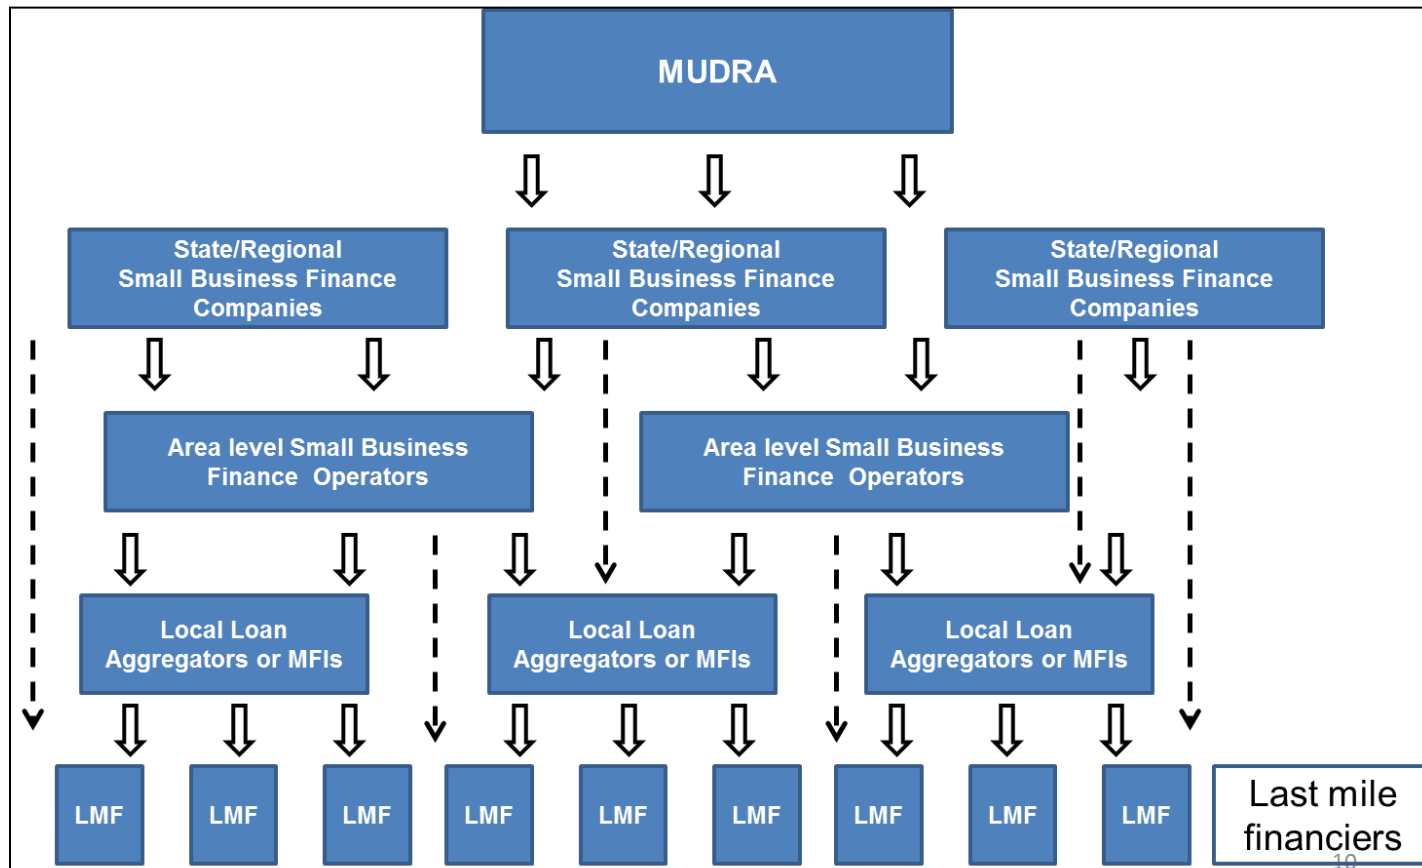 MUDRA
State/Regional
Small Business Finance
Companies
State/Regional
Small Business Finance
Companies
State/Regional
Small Business Finance
Companies
Area level Small Business
Finance Operators
Area level Small Business
Finance Operators
Local Loan
Aggregators or MFIs
Local Loan
Aggregators or MFIs
Local Loan
Aggregators or MFIs
LMF
LMF
LMF
LMF
LMF
LMF
LMF
LMF
LMF
Last mile
financiers